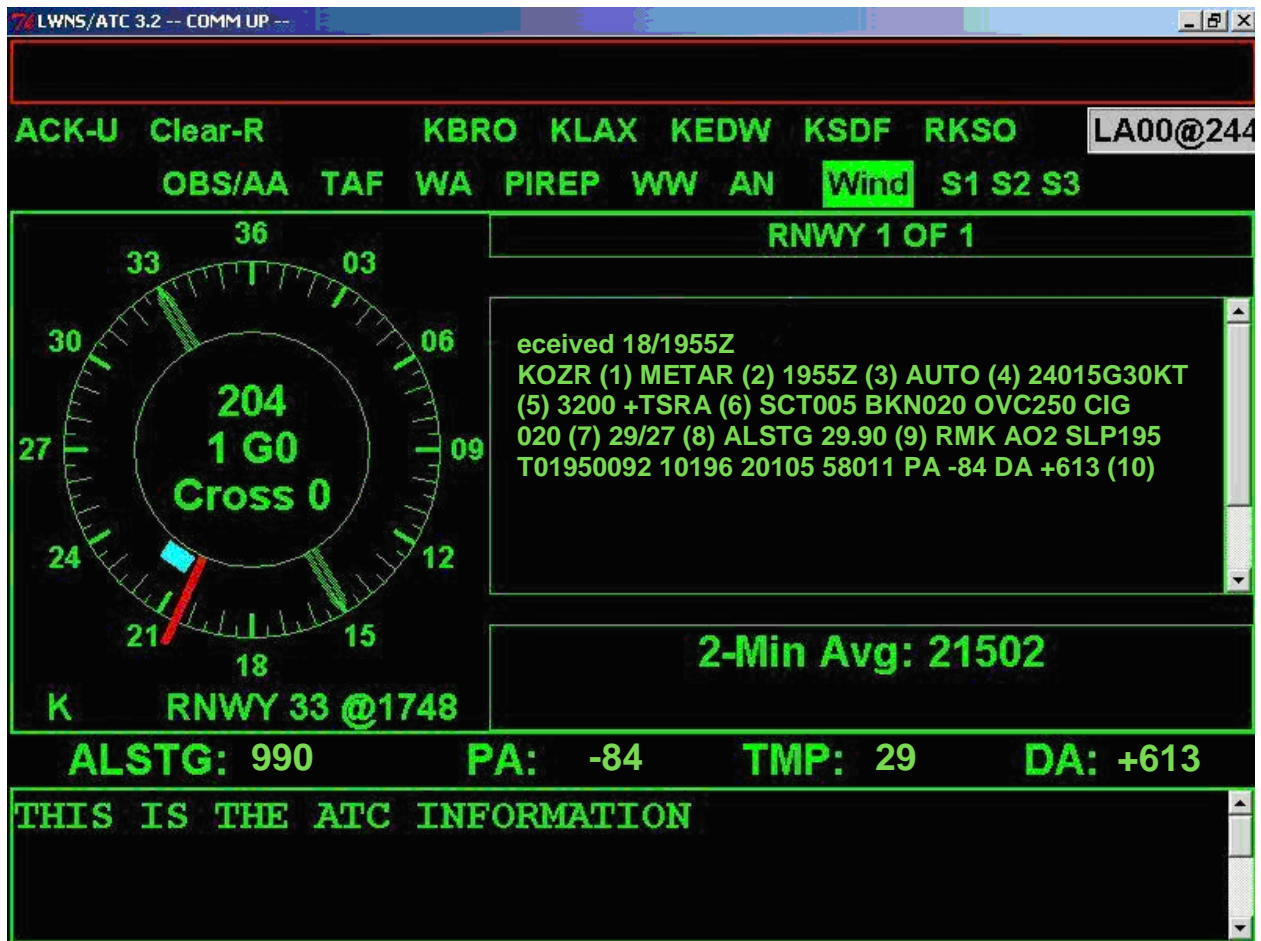 LWNS/ATC 3.2 -- COMM UP --
ACK-U Clear-R KBRO KLAX KEDW KSDF RKSO LA00@244
OBS/AA TAF WA PIREP WW AN Wind S1 S2 S3
36
33 03
30 06
204
1 G0
Cross 0
27 09
24 12
21 15
18
K RNWY 33 @1748
RNWY 1 OF 1
eceived 18/1955Z
KOZR (1) METAR (2) 1955Z (3) AUTO (4) 24015G30KT
(5) 3200 +TSRA (6) SCT005 BKN020 OVC250 CIG
020 (7) 29/27 (8) ALSTG 29.90 (9) RMK AO2 SLP195
T01950092 10196 20105 58011 PA -84 DA +613 (10)
2-Min Avg: 21502
ALSTG: 990 PA: -84 TMP: 29 DA: +613
THIS IS THE ATC INFORMATION